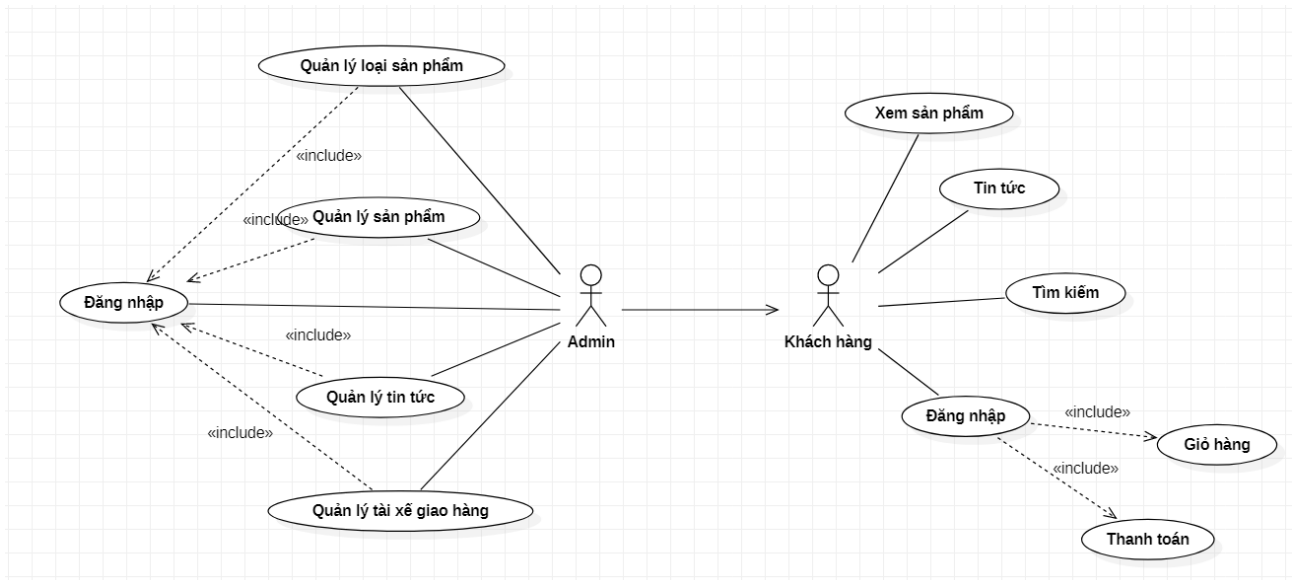 Quản lý loại sản phẩm
Xem sản phẩm
«include»
Tin tức
«include»
Quản lý sản phẩm
Đăng nhập
Tìm kiếm
«include»
Admin
Khách hàng
Quản lý tin tức
«include»
Đăng nhập
«include»
Giỏ hàng
«include»
Quản lý tài xế giao hàng
Thanh toán